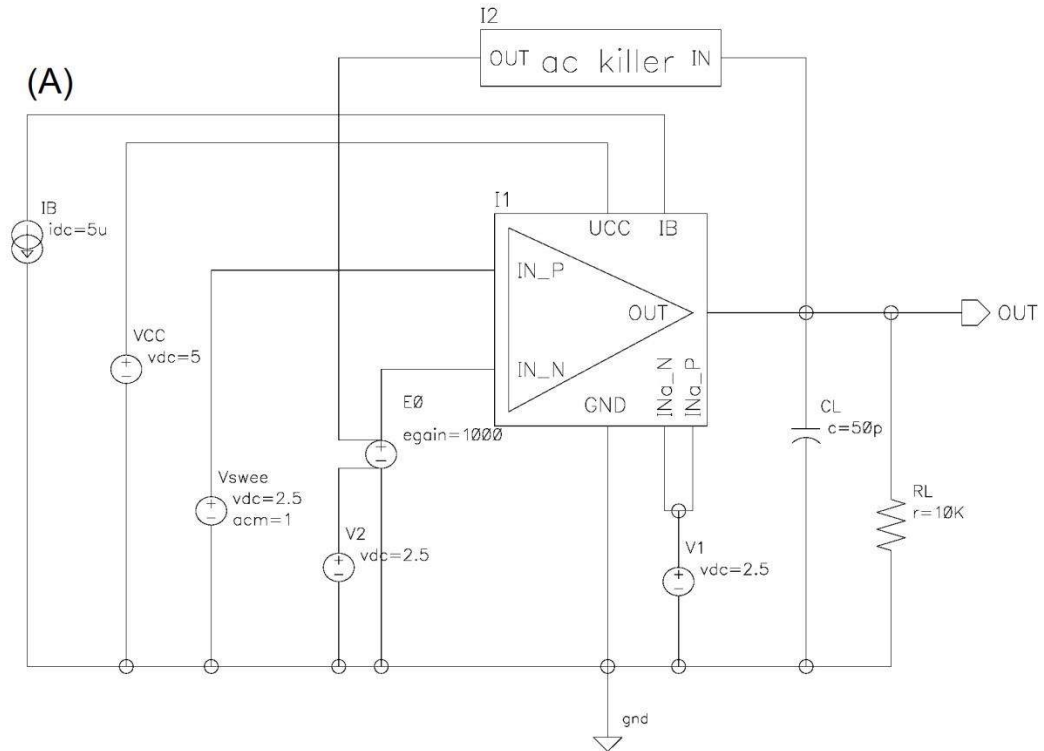 I2
OUT ac killer IN
(A)
IB
idc=5u
I1
UCC IB
IN_P
OUT
IN_N
GND
INa_N
INa_P
OUT
VCC
vdc=5
E0
egain=1000
CL
c=50p
Vswee
vdc=2.5
acm=1
V2
vdc=2.5
V1
vdc=2.5
RL
r=10K
gnd